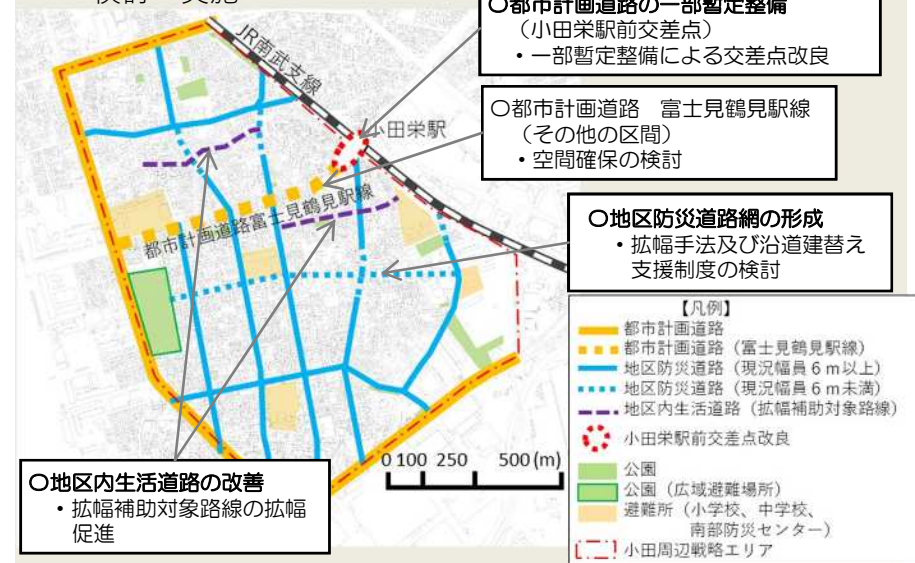 〇都市計画道路の一部暫定整備
（小田栄駅前交差点）
・一部暫定整備による交差点改良
JR南武支線
小田栄駅
〇都市計画道路　富士見鶴見駅線
（その他の区間）
・空間確保の検討
都市計画道路富士見鶴見駅線
〇地区防災道路網の形成
・拡幅手法及び沿道建替え
支援制度の検討
【凡例】
都市計画道路
都市計画道路（富士見鶴見駅線）
地区防災道路（現況幅員６ｍ以上）
地区防災道路（現況幅員６ｍ未満）
地区内生活道路（拡幅補助対象路線）
小田栄駅前交差点改良
公園
公園（広域避難場所）
避難所（小学校、中学校、
南部防災センター）
小田周辺戦略エリア
0 100 250 500 (m)
〇地区内生活道路の改善
・拡幅補助対象路線の拡幅
促進